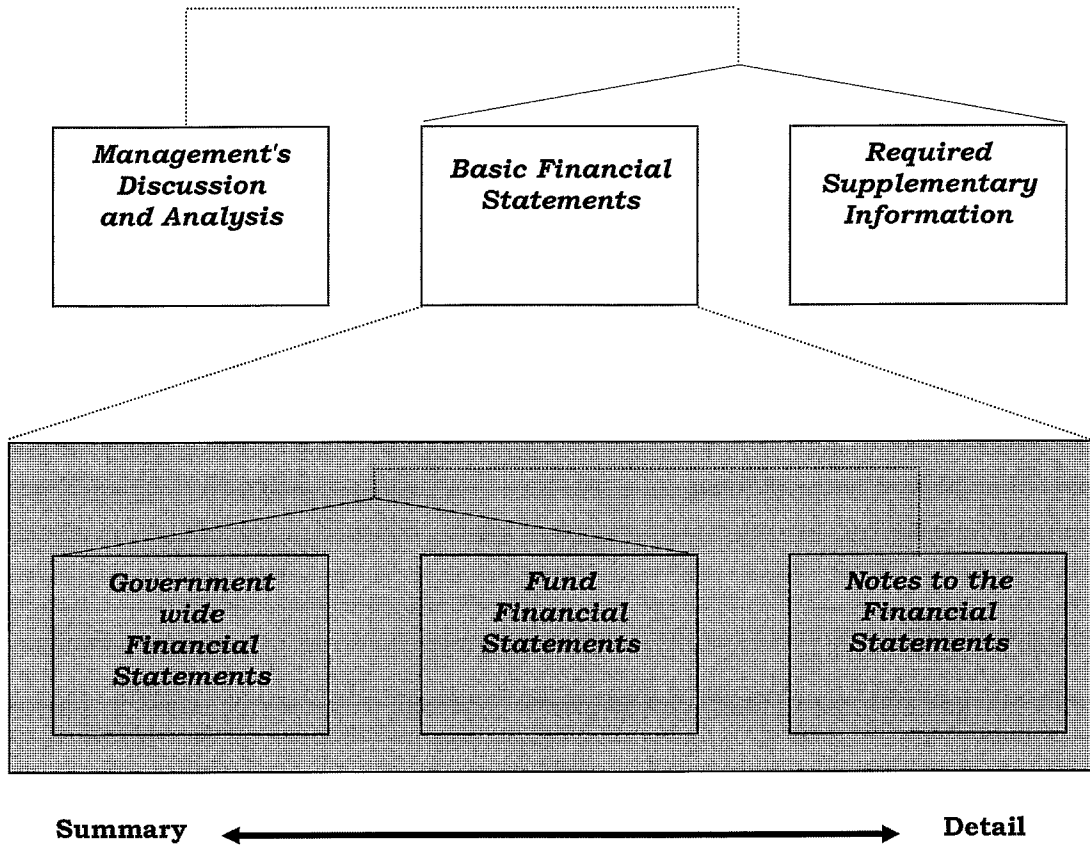 Management's
Discussion
and Analysis
Basic Financial
Statements
Required
Supplementary
Information
Government
wide
Financial
Statements
Fund
Financial
Statements
Notes to the
Financial
Statements
Summary
Detail